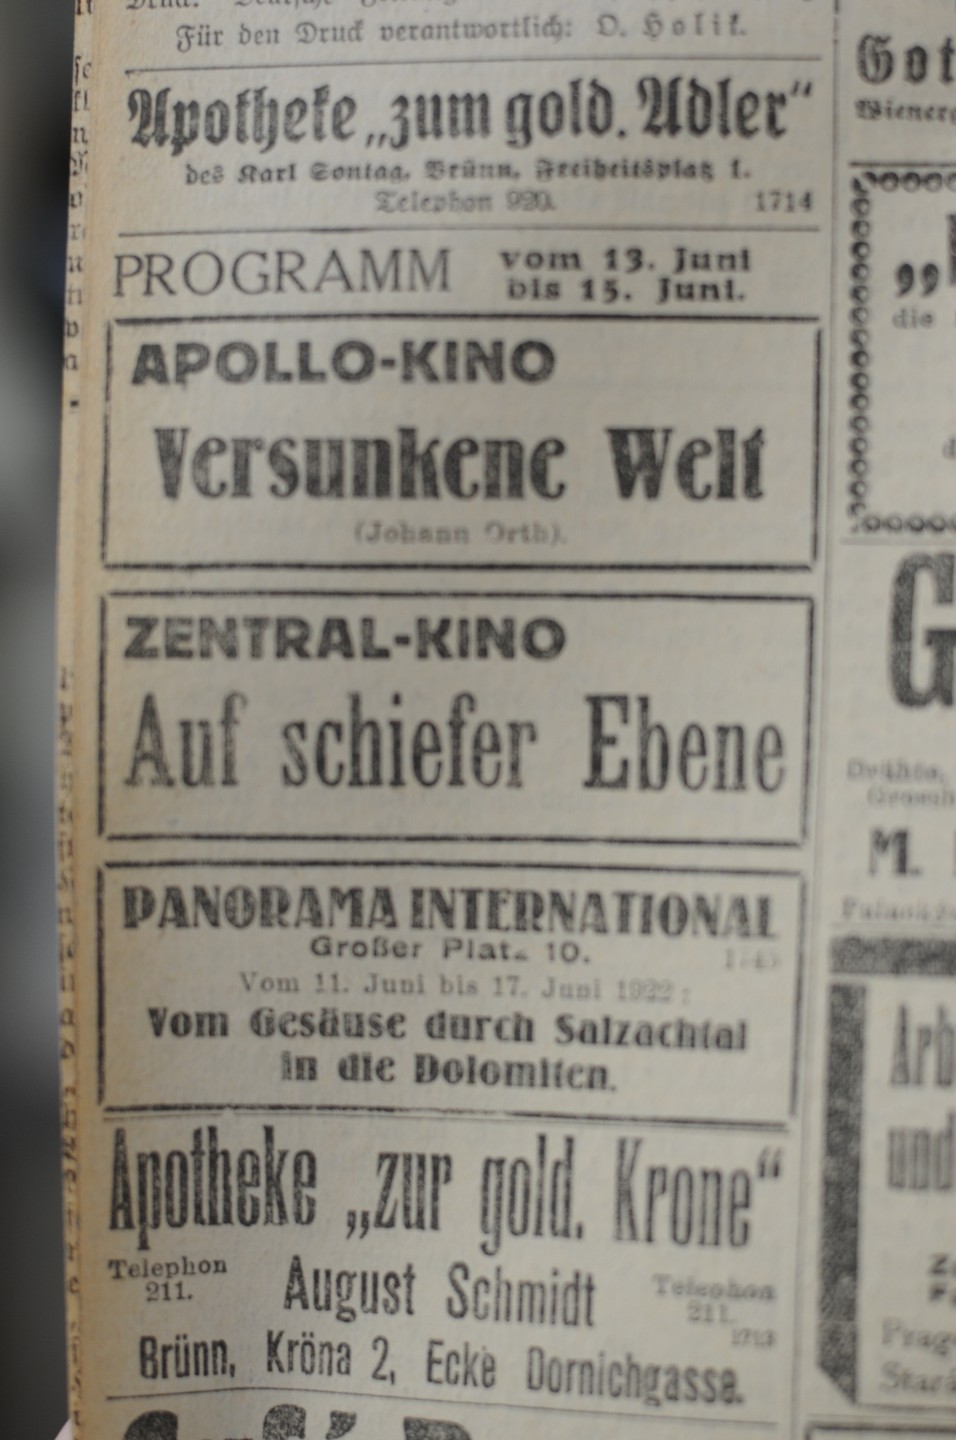 Für den Druck verantwortlich: O. Holik.
Apotheke „zum gold. Adler“
des Karl Sontag, Brünn, Freiheitsplatz 1.
Telephon 920. 1714
PROGRAMM vom 13. Juni
bis 15. Juni.
APOLLO-KINO
Versunkene Welt
(Johann Orth).
ZENTRAL-KINO
Auf schiefer Ebene
PANORAMA INTERNATIONAL
Großer Platz 10.
Vom 11. Juni bis 17. Juni 1922:
Vom Gesäuse durch Salzachtal
in die Dolomiten.
Apotheke „zur gold. Krone“
Telephon
211.
August Schmidt
Telephon
211.
1713
Brünn, Kröna 2, Ecke Dornichgasse.
die
M.
und